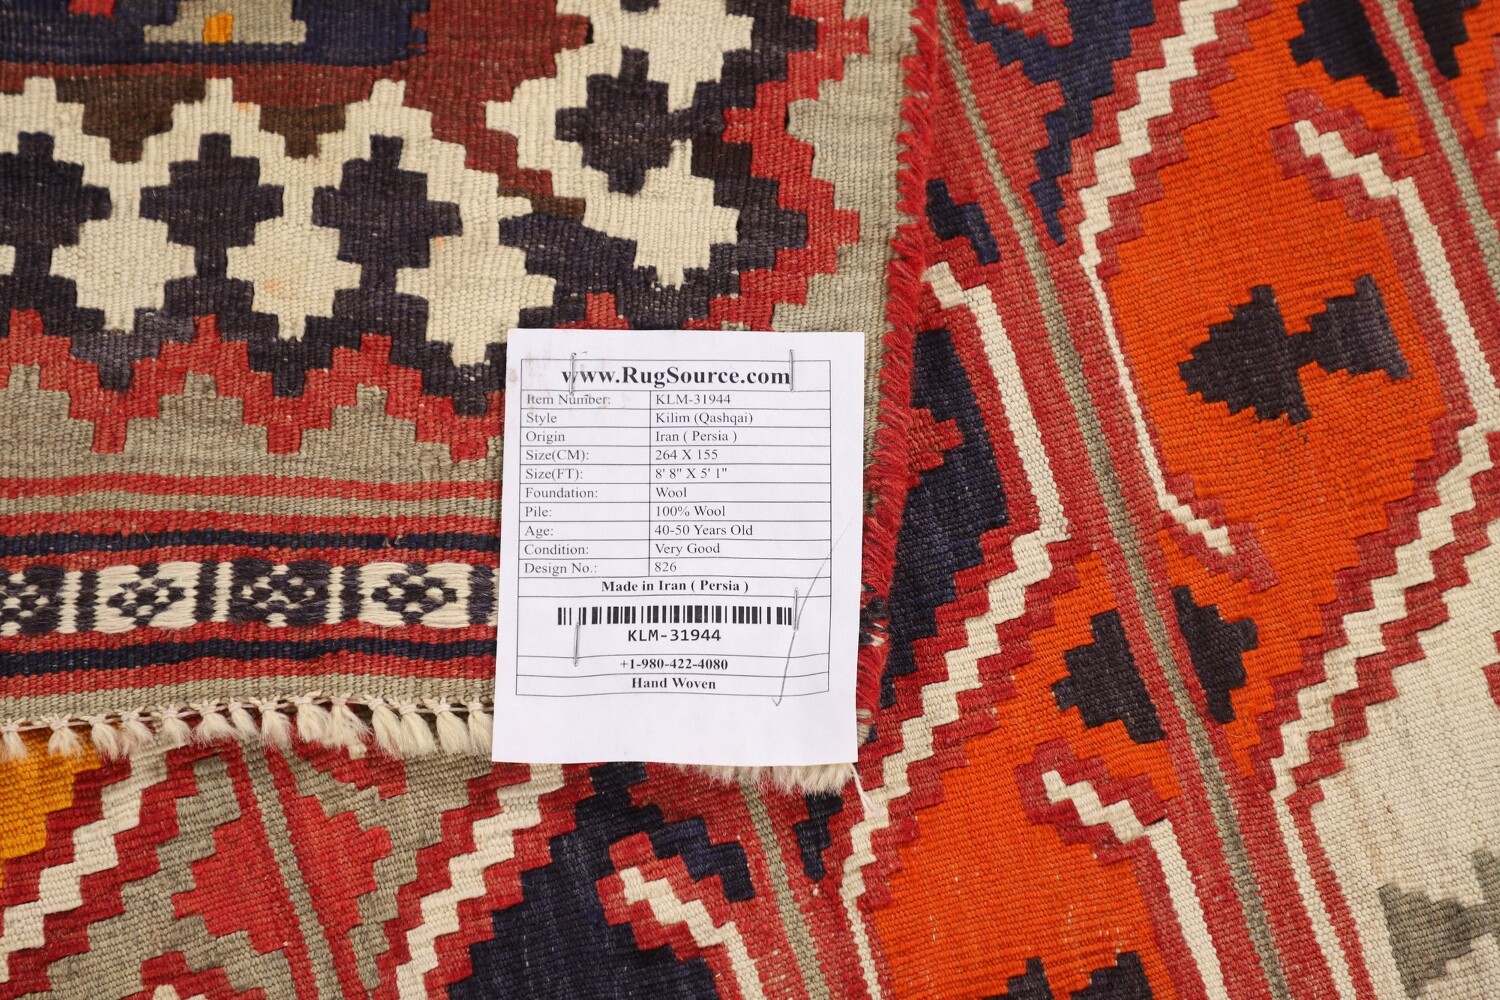 www.RugSource.com
Item Number: KLM-31944
Style Kilim (Qashqai)
Origin Iran ( Persia )
Size(CM): 264 X 155
Size(FT): 8' 8" X 5' 1"
Foundation: Wool
Pile: 100% Wool
Age: 40-50 Years Old
Condition: Very Good
Design No.: 826
Made in Iran ( Persia )
KLM-31944
+1-980-422-4080
Hand Woven